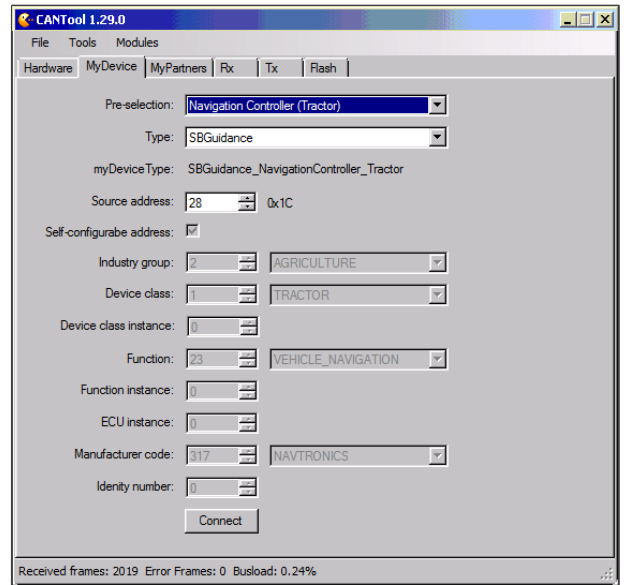 CANTool 1.29.0
File Tools Modules
Hardware MyDevice MyPartners Rx Tx Flash
Pre-selection: Navigation Controller (Tractor)
Type: SBGuidance
myDeviceType: SBGuidance_NavigationController_Tractor
Source address: 28 0x1C
Self-configurabe address:
Industry group: 2 AGRICULTURE
Device class: 1 TRACTOR
Device class instance: 0
Function: 23 VEHICLE_NAVIGATION
Function instance: 0
ECU instance: 0
Manufacturer code: 317 NAVTRONICS
Idenity number: 0
Connect
Received frames: 2019 Error Frames: 0 Busload: 0.24%